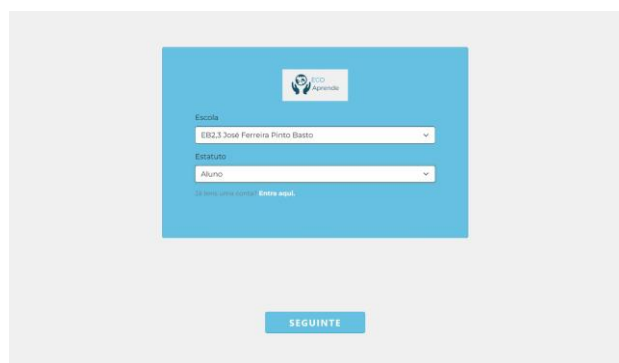 ECO
Aprende
Escola
EB2,3 José Ferreira Pinto Basto
Estatuto
Aluno
Já tens uma conta? Entra aqui.
SEGUINTE